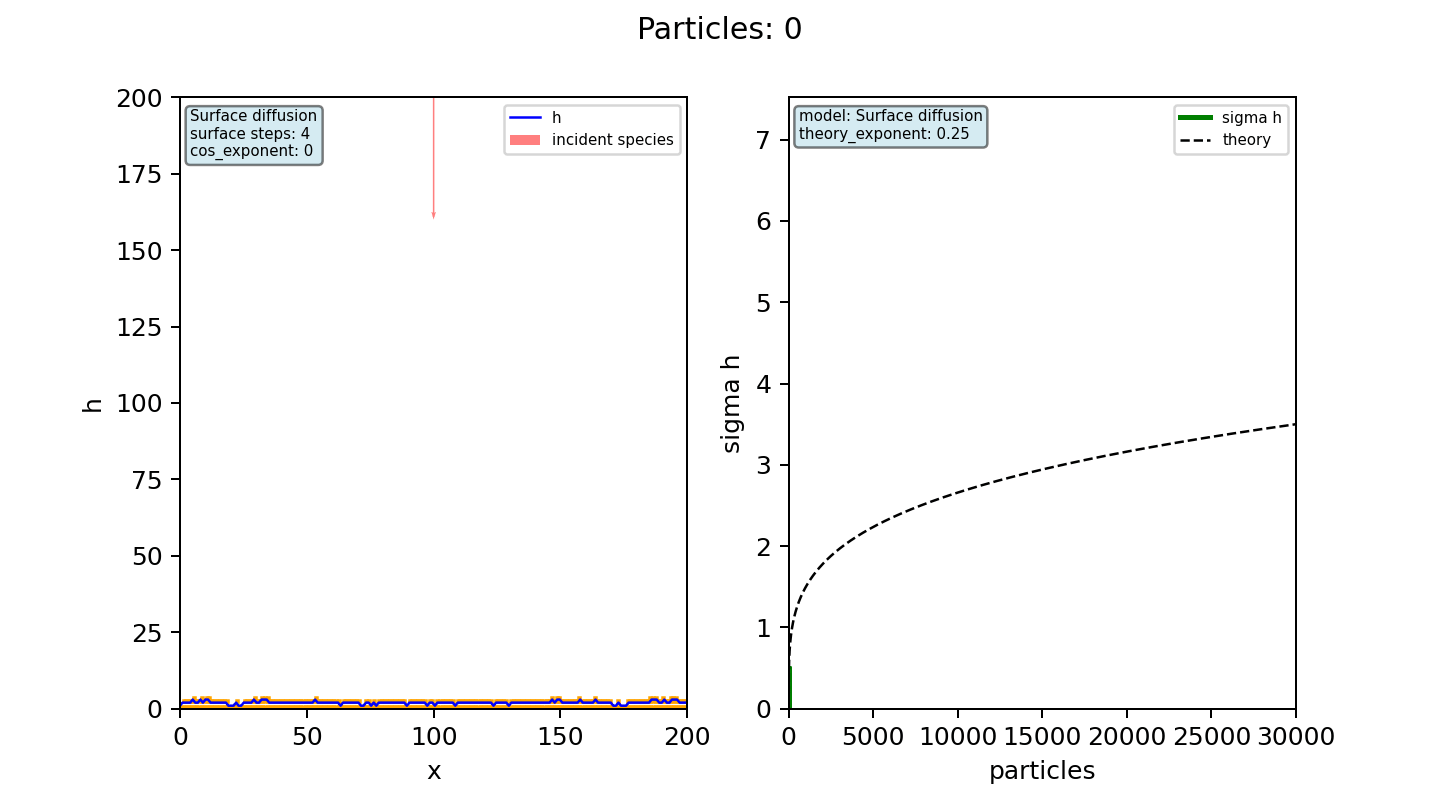 Particles: 0
200
175
150
125
100
75
50
25
0
h
Surface diffusion
surface steps: 4
cos_exponent: 0
h
incident species
0
50
100
150
200
x
7
6
5
4
3
2
1
0
sigma h
model: Surface diffusion
theory_exponent: 0.25
sigma h
theory
0
5000
10000
15000
20000
25000
30000
particles